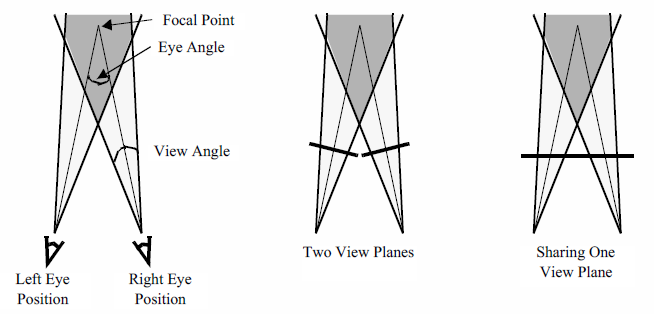 Focal Point
Eye Angle
View Angle
Left Eye
Position
Right Eye
Position
Two View Planes
Sharing One
View Plane